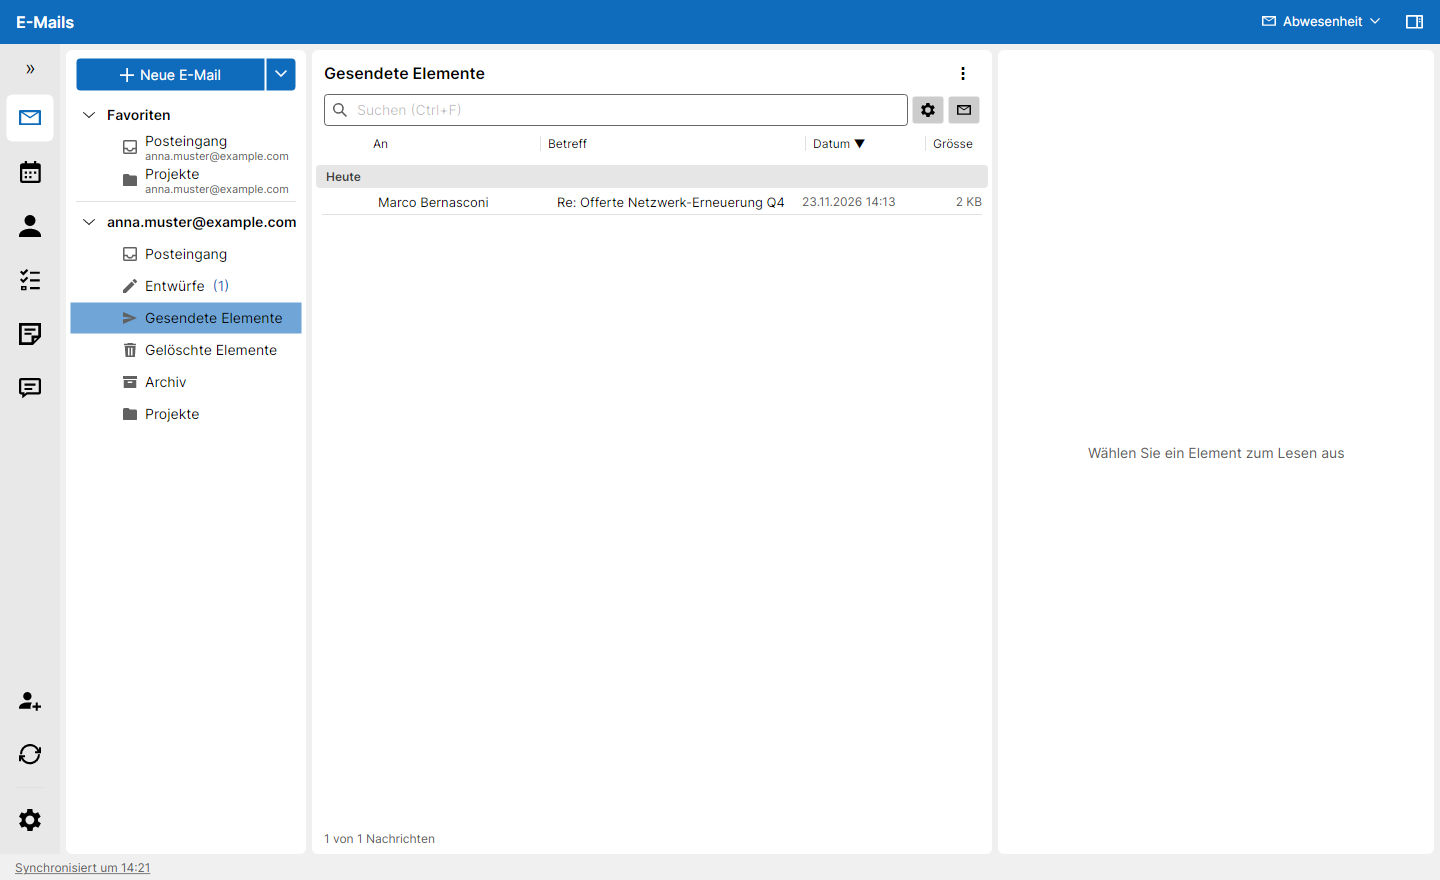 E-Mails
Abwesenheit
Neue E-Mail
Favoriten
Posteingang
anna.muster@example.com
Projekte
anna.muster@example.com
anna.muster@example.com
Posteingang
Entwürfe (1)
Gesendete Elemente
Gelöschte Elemente
Archiv
Projekte
Gesendete Elemente
Suchen (Ctrl+F)
An Betreff Datum ▼ Grösse
Heute
Marco Bernasconi Re: Offerte Netzwerk-Erneuerung Q4 23.11.2026 14:13 2 KB
1 von 1 Nachrichten
Wählen Sie ein Element zum Lesen aus
Synchronisiert um 14:21